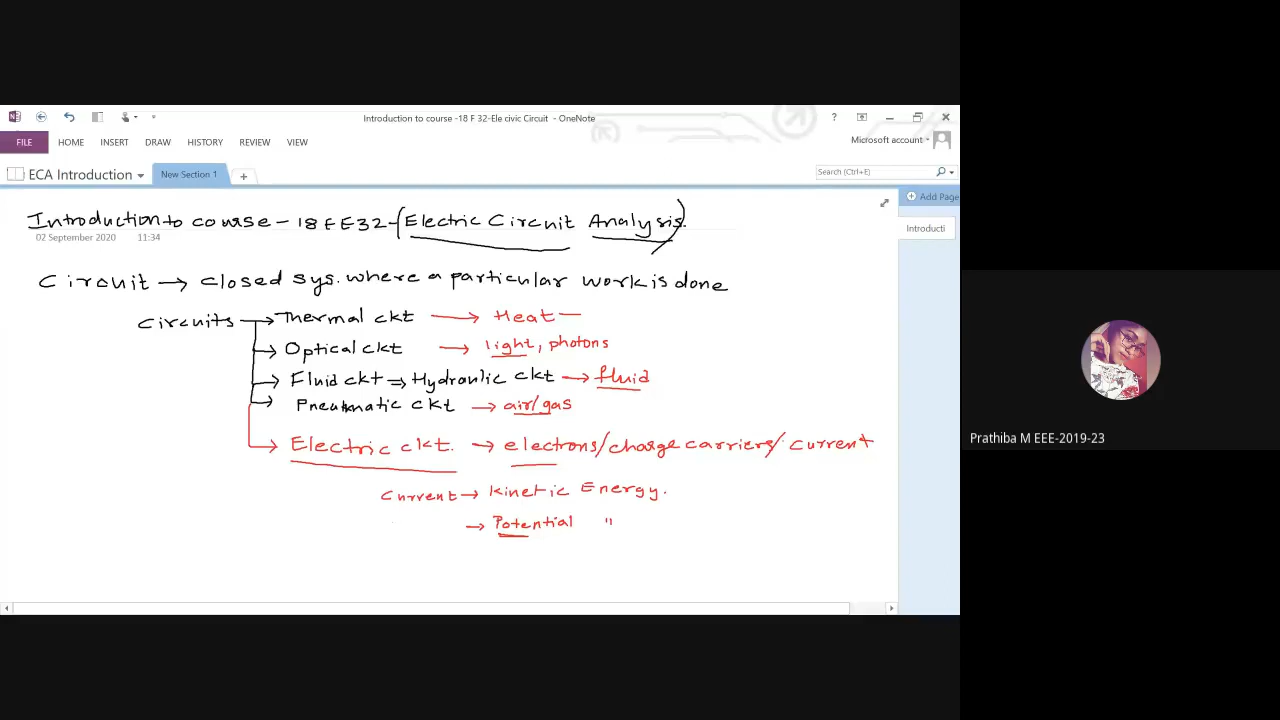 Introduction to course -18 F 32-Ele civic Circuit - OneNote
Microsoft account
FILE HOME INSERT DRAW HISTORY REVIEW VIEW
ECA Introduction New Section 1 + Search (Ctrl+E)
Add Page
Introducti
Introduction to course - 18EE32-(Electric Circuit Analysis).
02 September 2020 11:34
Circuit → closed sys. where a particular work is done
Circuits → Thermal ckt → Heat —
→ Optical ckt → light, photons
→ Fluid ckt ⇒ Hydraulic ckt → fluid
→ Pneumatic ckt → air/gas
→ Electric ckt. → electrons/charge carriers/current
Current → Kinetic Energy.
→ Potential "
Prathiba M EEE-2019-23